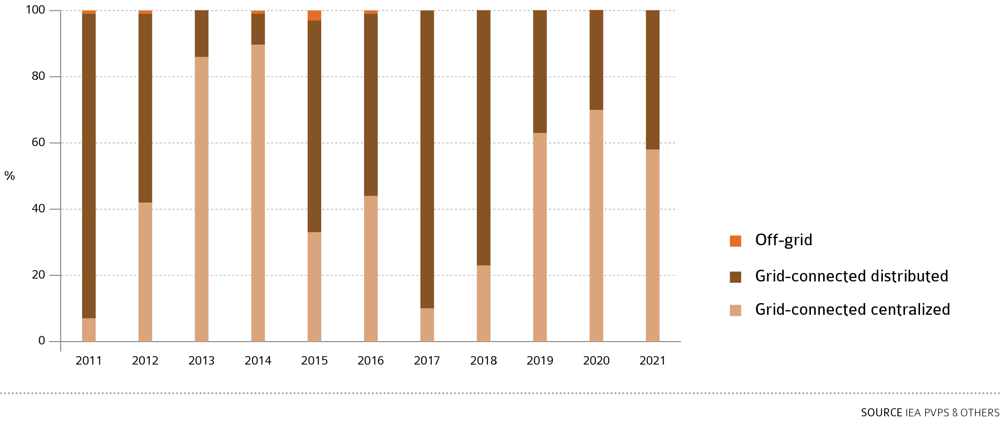 100
80
60
%
40
20
0
2011 2012 2013 2014 2015 2016 2017 2018 2019 2020 2021
Off-grid
Grid-connected distributed
Grid-connected centralized
SOURCE IEA PVPS & OTHERS